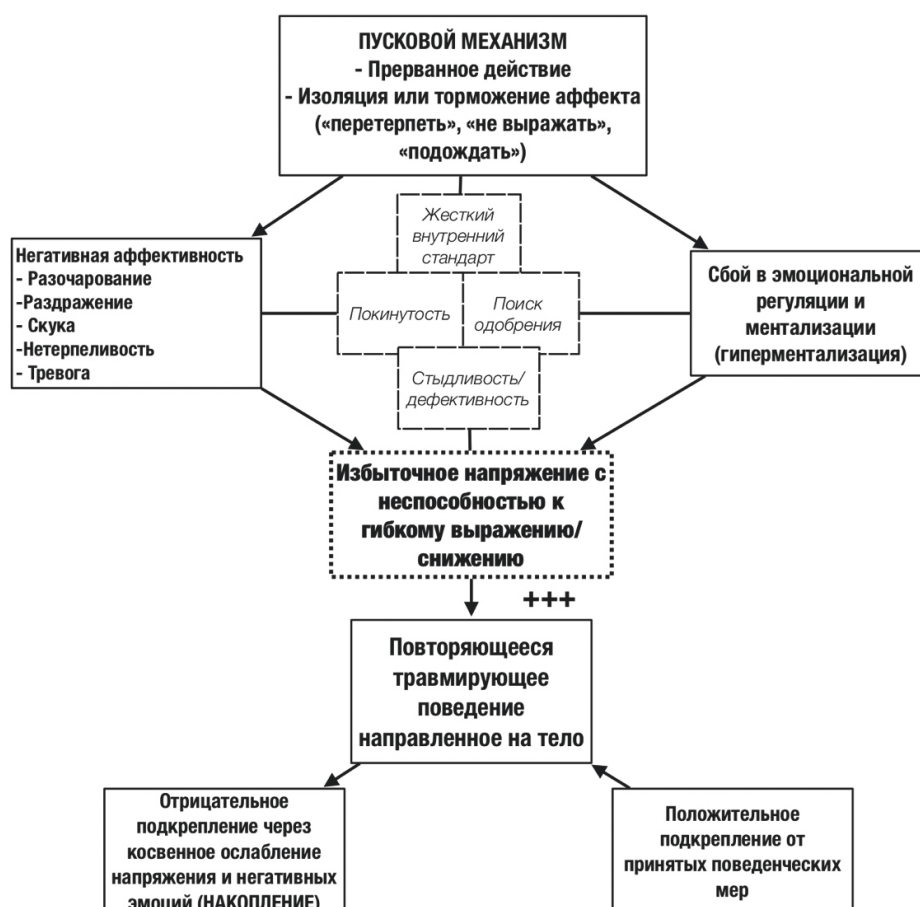 ПУСКОВОЙ МЕХАНИЗМ
- Прерванное действие
- Изоляция или торможение аффекта
(«перетерпеть», «не выражать»,
«подождать»)
Жесткий
внутренний
стандарт
Негативная аффективность
- Разочарование
-Раздражение
- Скука
-Нетерпеливость
- Тревога
Покинутость
Поиск
одобрения
Сбой в эмоциональной
регуляции и
ментализации
(гиперментализация)
Стыдливость/
дефективность
Избыточное напряжение с
неспособностью к
гибкому выражению/
снижению
+++
Повторяющееся
травмирующее
поведение
направленное на тело
Отрицательное
подкрепление через
косвенное ослабление
напряжения и негативных
эмоций (НАКОПЛЕНИЕ)
Положительное
подкрепление от
принятых поведенческих
мер